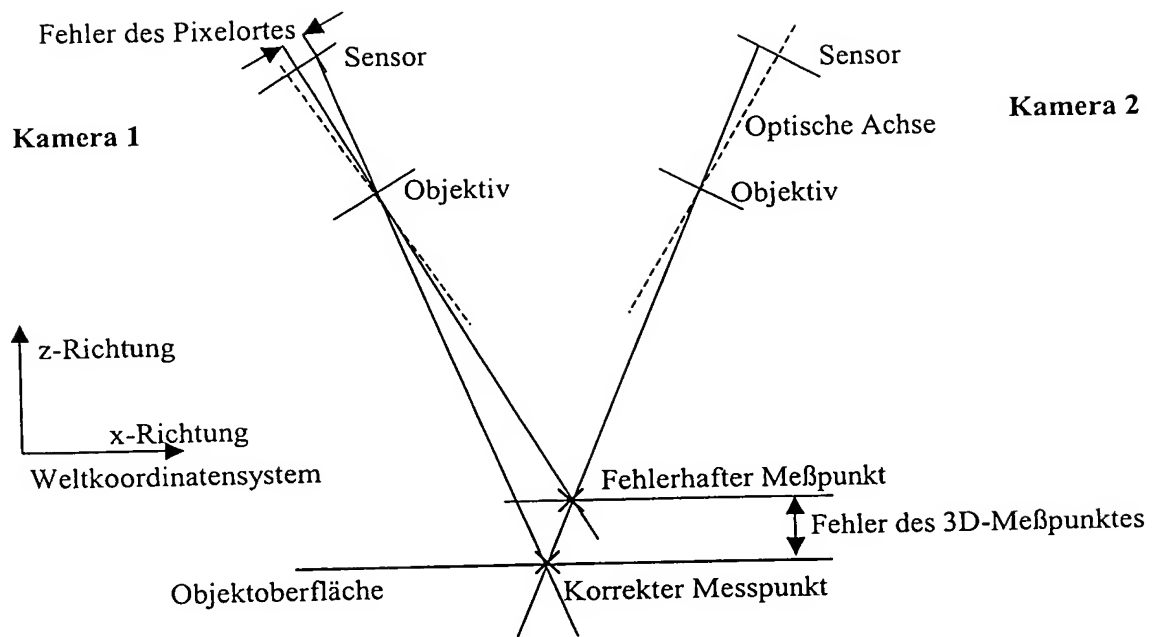 Fehler des Pixelortes
Sensor
Sensor
Kamera 1
Kamera 2
Optische Achse
Objektiv
Objektiv
z-Richtung
x-Richtung
Weltkoordinatensystem
Fehlerhafter Meßpunkt
Fehler des 3D-Meßpunktes
Objektoberfläche
Korrekter Messpunkt